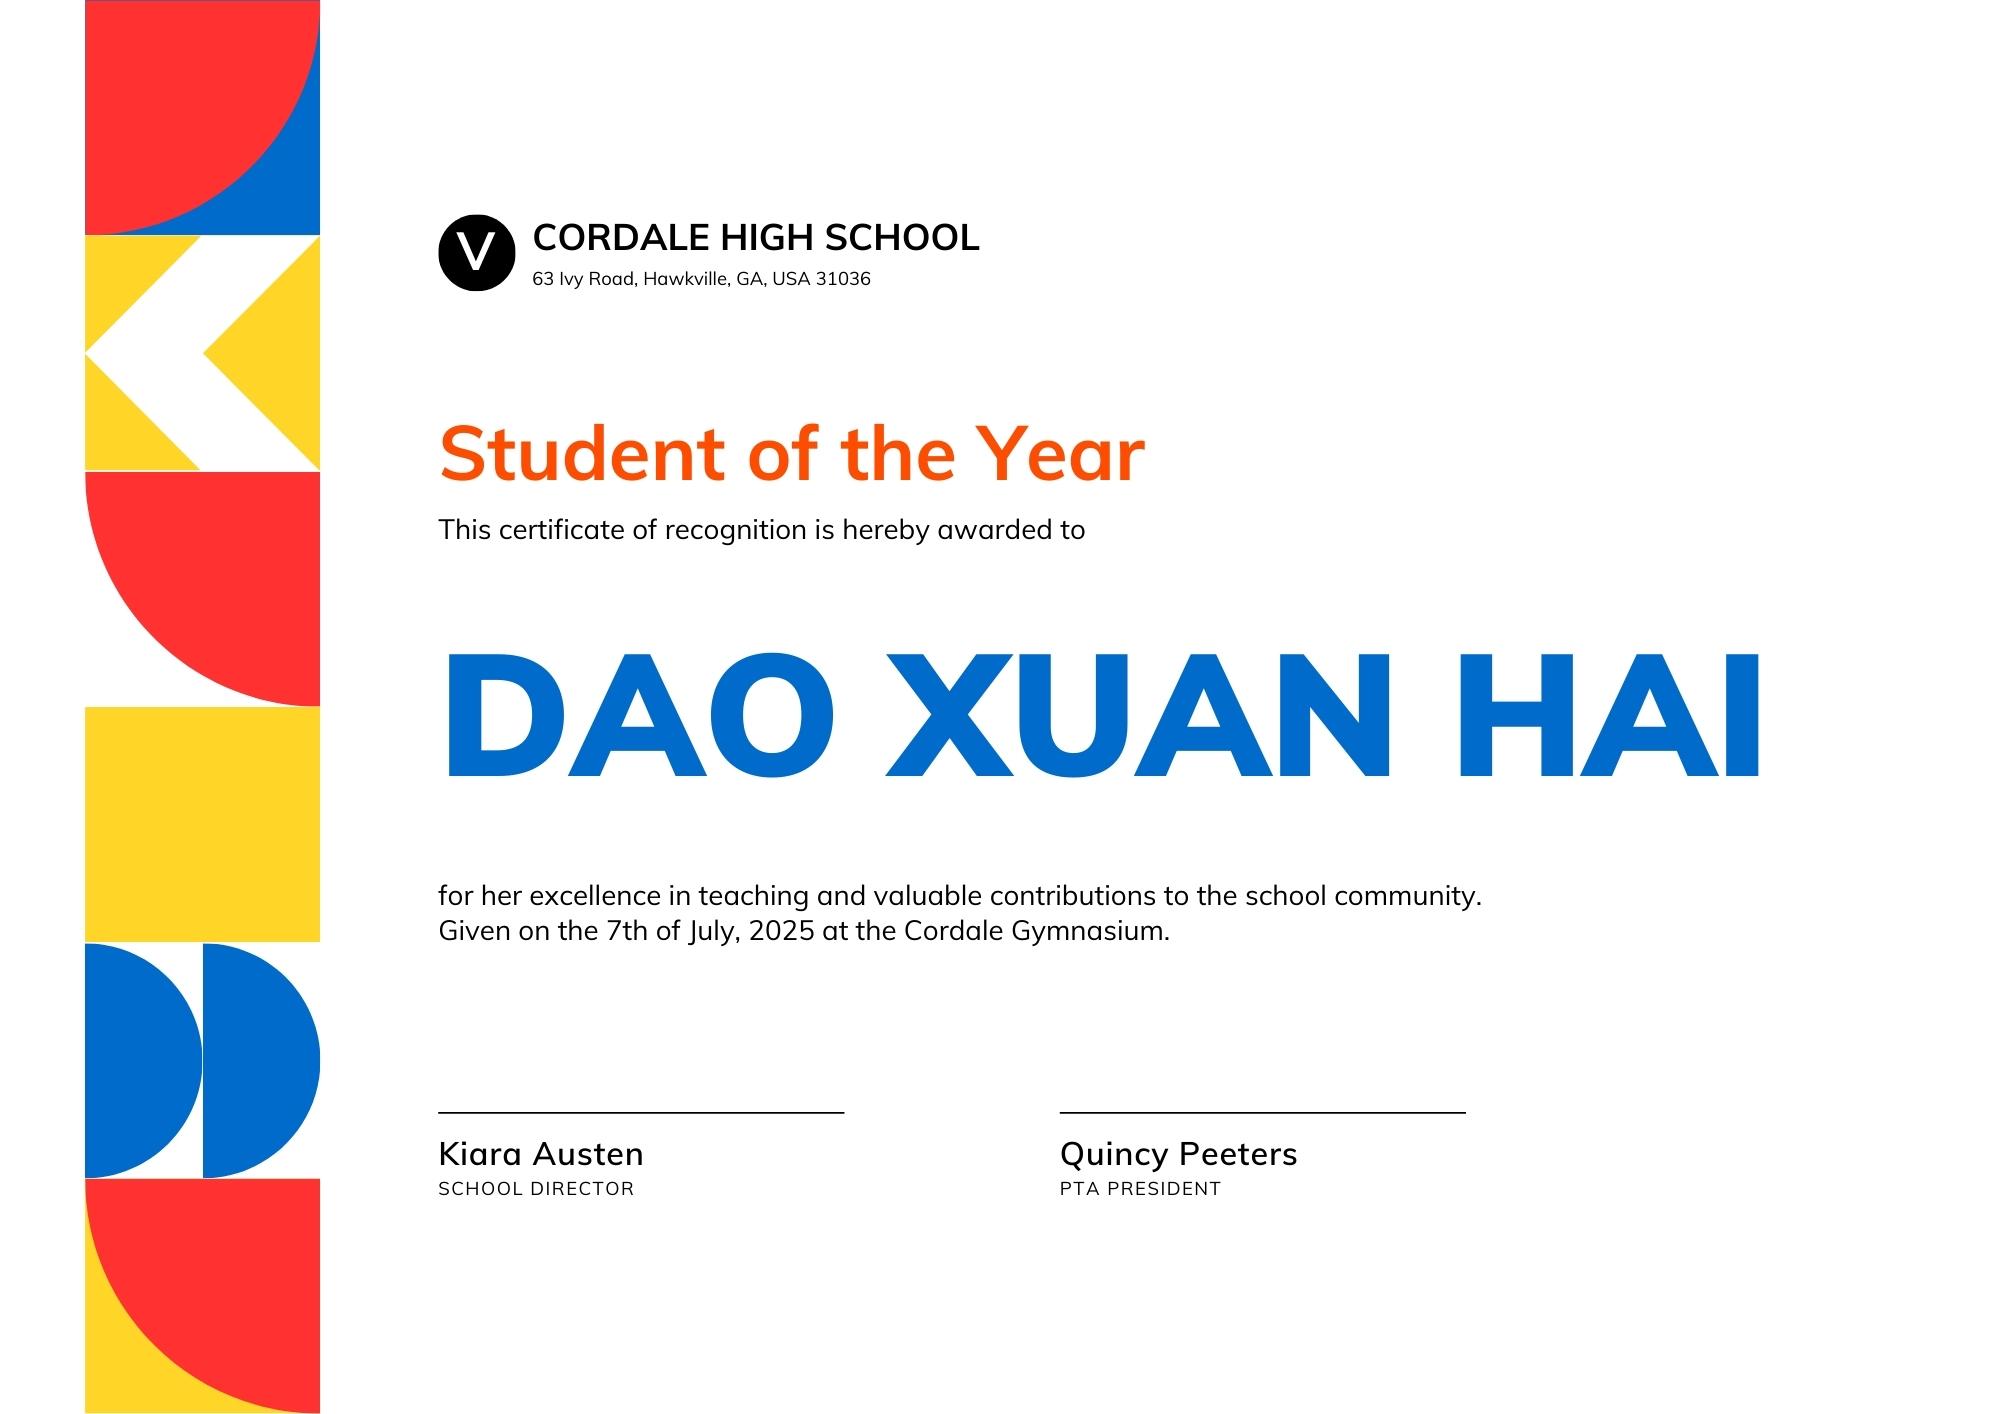 V
CORDALE HIGH SCHOOL
63 Ivy Road, Hawkville, GA, USA 31036
Student of the Year
This certificate of recognition is hereby awarded to
DAO XUAN HAI
for her excellence in teaching and valuable contributions to the school community.
Given on the 7th of July, 2025 at the Cordale Gymnasium.
Kiara Austen
SCHOOL DIRECTOR
Quincy Peeters
PTA PRESIDENT